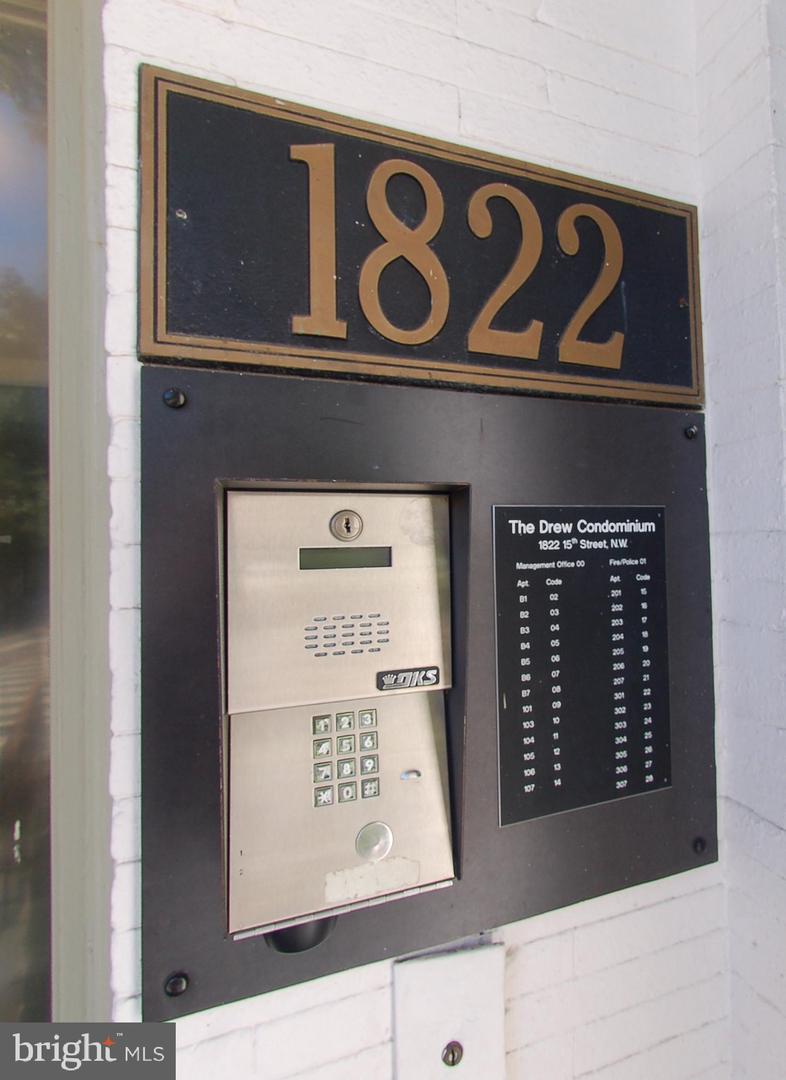 1822
The Drew Condominium
1822 15th Street, N.W.
Management Office 00 Fire/Police 01
Apt. Code Apt. Code
B1 02 201 15
B2 03 202 16
B3 04 203 17
B4 05 204 18
B5 06 205 19
B6 07 206 20
B7 08 207 21
101 09 301 22
103 10 302 23
104 11 303 24
105 12 304 25
106 13 305 26
107 14 306 27
307 28
DKS
1 2 3
4 5 6
7 8 9
* 0 #
bright™ MLS